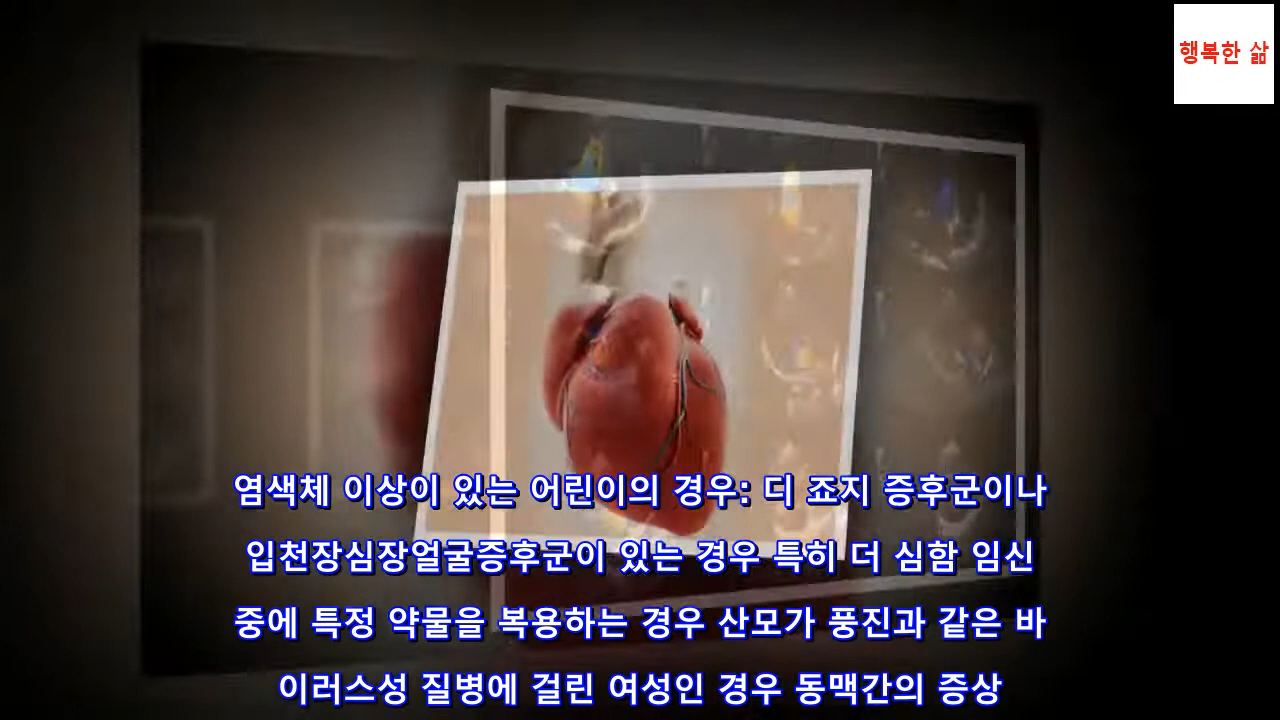 행복한 삶
염색체 이상이 있는 어린이의 경우: 디 죠지 증후군이나
입천장심장얼굴증후군이 있는 경우 특히 더 심함 임신
중에 특정 약물을 복용하는 경우 산모가 풍진과 같은 바
이러스성 질병에 걸린 여성인 경우 동맥간의 증상